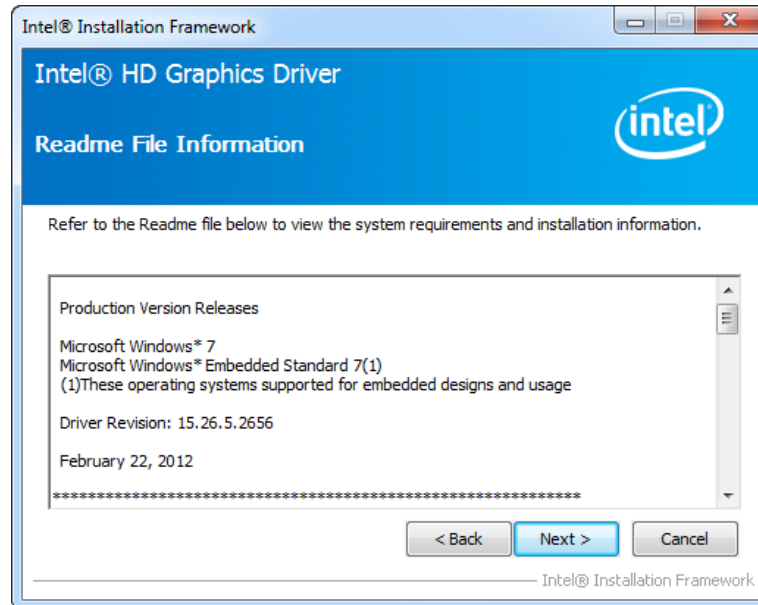 Intel® Installation Framework
Intel® HD Graphics Driver
intel
Readme File Information
Refer to the Readme file below to view the system requirements and installation information.
Production Version Releases
Microsoft Windows* 7
Microsoft Windows* Embedded Standard 7(1)
(1)These operating systems supported for embedded designs and usage
Driver Revision: 15.26.5.2656
February 22, 2012
*************************************************************
< Back Next > Cancel
Intel® Installation Framework